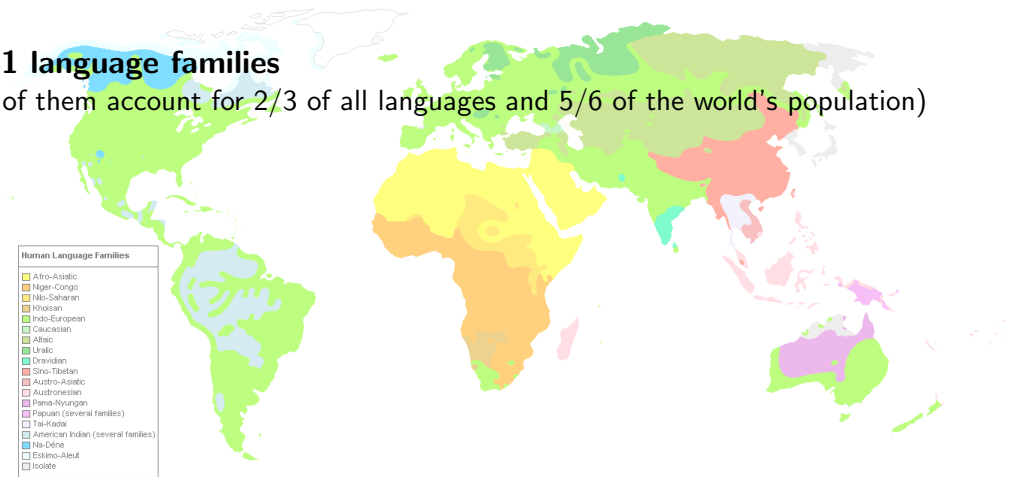 1 language families
of them account for 2/3 of all languages and 5/6 of the world's population)
Human Language Families
Afro-Asiatic
Niger-Congo
Nilo-Saharan
Khoisan
Indo-European
Caucasian
Altaic
Uralic
Dravidian
Sino-Tibetan
Austro-Asiatic
Austronesian
Pama-Nyungan
Papuan (several families)
Tai-Kadai
American Indian (several families)
Na-Déne
Eskimo-Aleut
Isolate